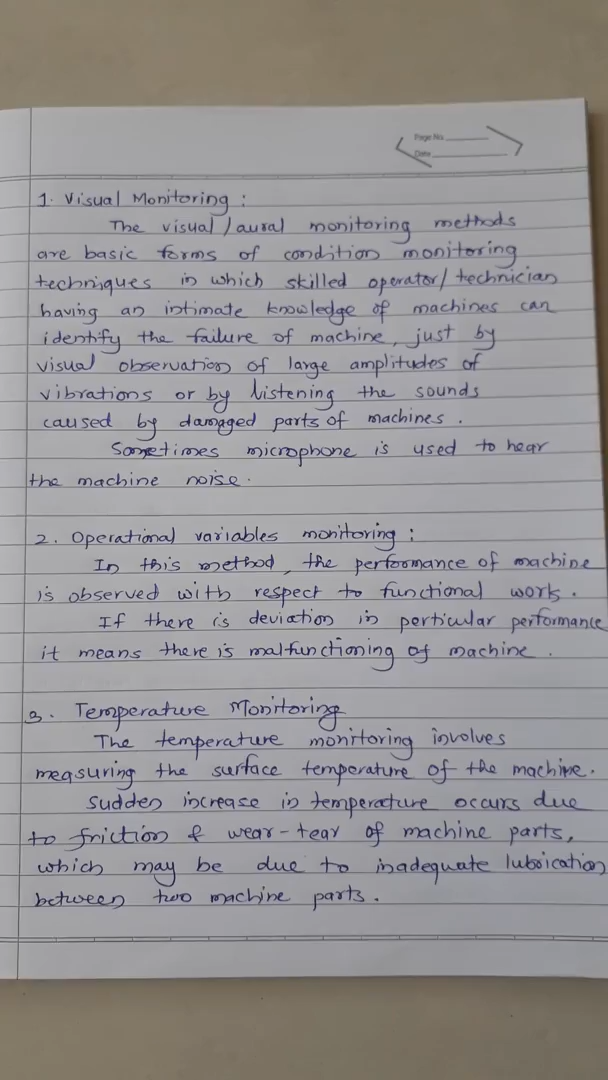 Page No.
Date
1. Visual Monitoring :
The visual / aural monitoring methods
are basic forms of condition monitoring
techniques in which skilled operator/ technician
having an intimate knowledge of machines can
identify the failure of machine, just by
visual observation of large amplitudes of
vibrations or by listening the sounds
caused by damaged parts of machines .
Sometimes microphone is used to hear
the machine noise.
2. Operational variables monitoring :
In this method, the performance of machine
is observed with respect to functional work .
If there is deviation in perticular performance
it means there is malfunctioning of machine .
3. Temperature Monitoring
The temperature monitoring involves
measuring the surface temperature of the machine.
Sudden increase in temperature occurs due
to friction & wear-tear of machine parts,
which may be due to inadequate lubrication
between two machine parts.